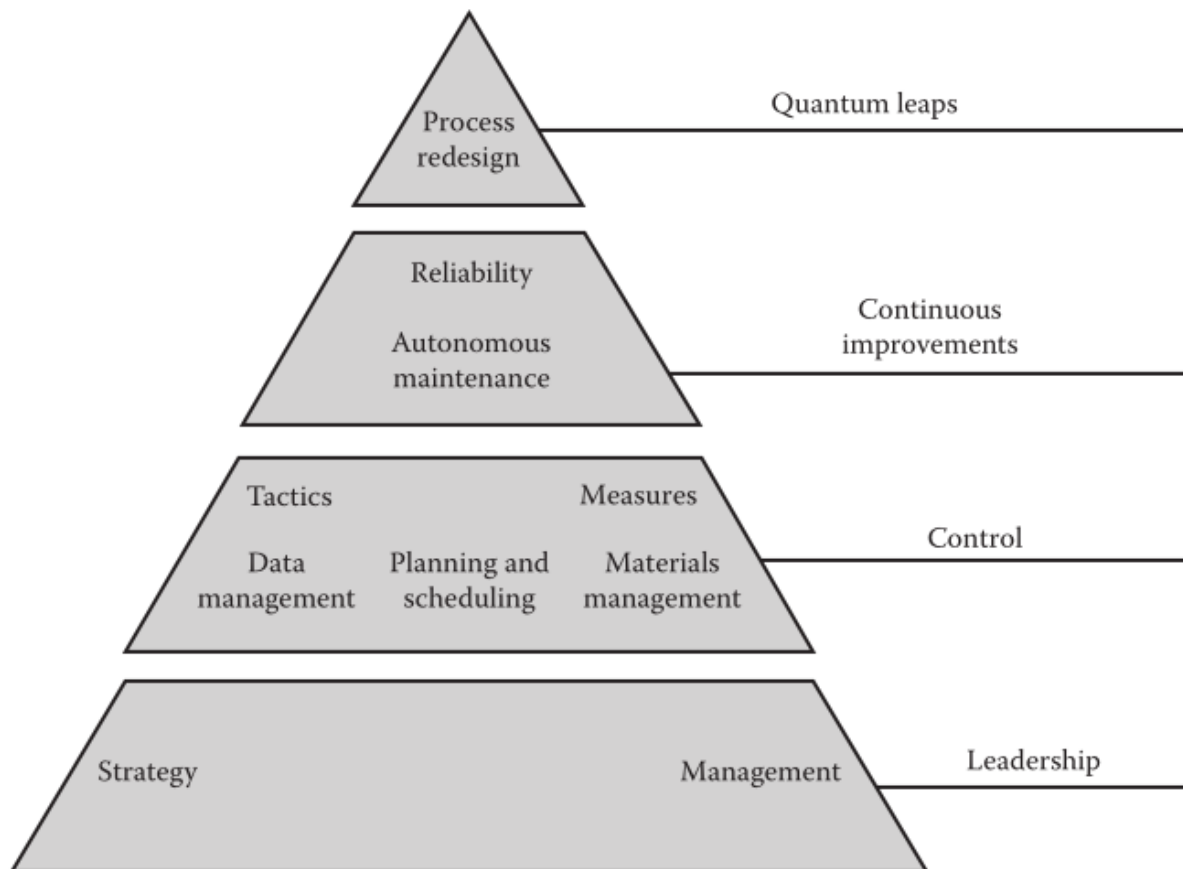 Process
redesign
Quantum leaps
Reliability
Autonomous
maintenance
Continuous
improvements
Tactics
Measures
Data
management
Planning and
scheduling
Materials
management
Control
Strategy
Management
Leadership